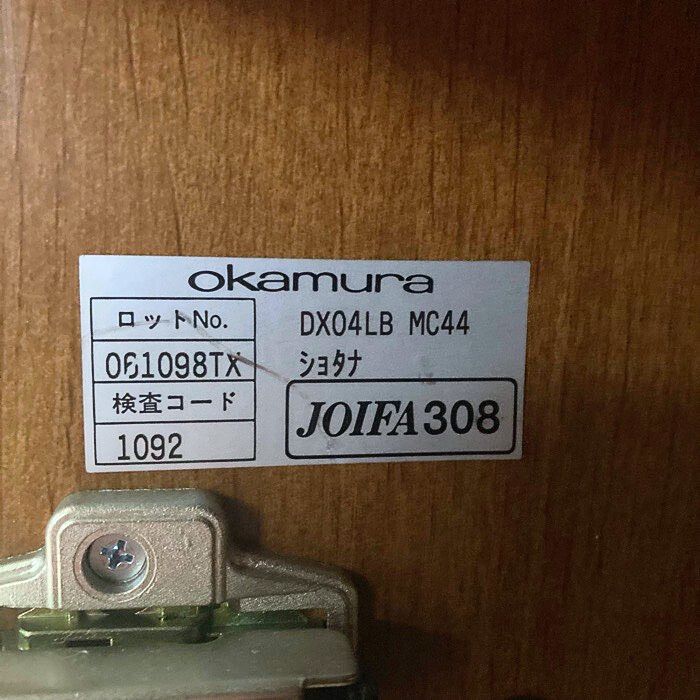 okamura
ロットNo.
061098TX
検査コード
1092
DX04LB MC44
ｼｮﾀﾅ
JOIFA308